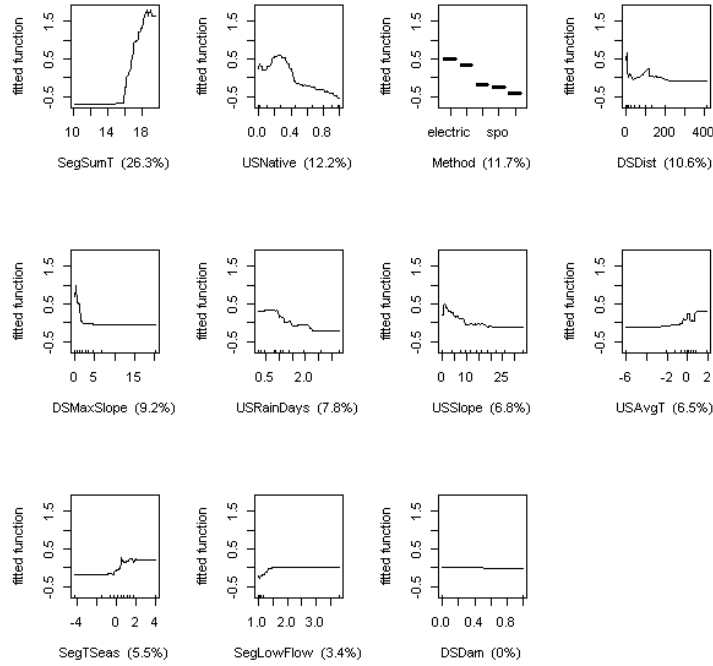 fitted function
-0.5 0.5 1.5
10 14 18
SegSumT (26.3%)
fitted function
-0.5 0.5 1.5
0.0 0.4 0.8
USNative (12.2%)
fitted function
-0.5 0.5 1.5
electric spo
Method (11.7%)
fitted function
-0.5 0.5 1.5
0 200 400
DSDist (10.6%)
fitted function
-0.5 0.5 1.5
0 5 15
DSMaxSlope (9.2%)
fitted function
-0.5 0.5 1.5
0.5 2.0
USRainDays (7.8%)
fitted function
-0.5 0.5 1.5
0 10 25
USSlope (6.8%)
fitted function
-0.5 0.5 1.5
-6 -2 0 2
USAvgT (6.5%)
fitted function
-0.5 0.5 1.5
-4 0 2 4
SegTSeas (5.5%)
fitted function
-0.5 0.5 1.5
1.0 2.0 3.0
SegLowFlow (3.4%)
fitted function
-0.5 0.5 1.5
0.0 0.4 0.8
DSDam (0%)